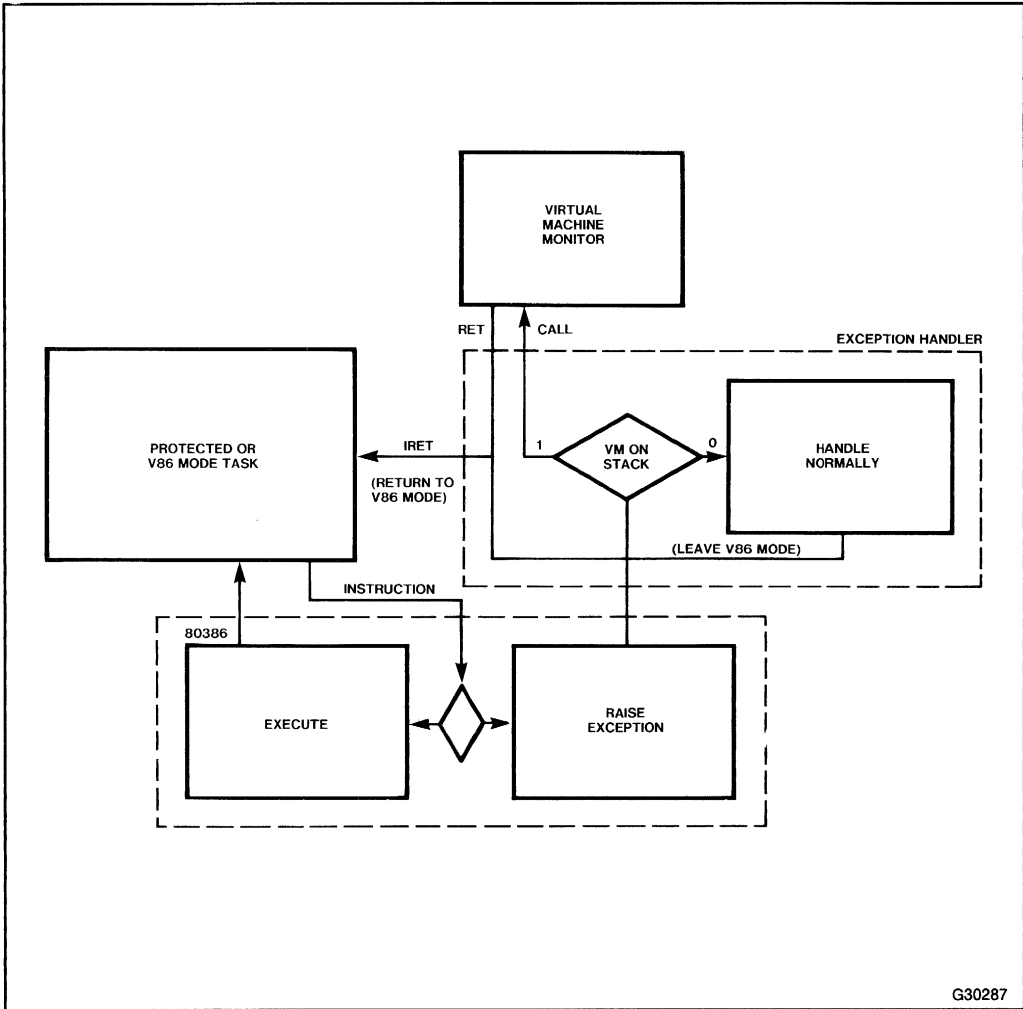 VIRTUAL
MACHINE
MONITOR
RET
CALL
EXCEPTION HANDLER
PROTECTED OR
V86 MODE TASK
IRET
(RETURN TO
V86 MODE)
1
VM ON
STACK
0
HANDLE
NORMALLY
(LEAVE V86 MODE)
INSTRUCTION
80386
EXECUTE
RAISE
EXCEPTION
G30287